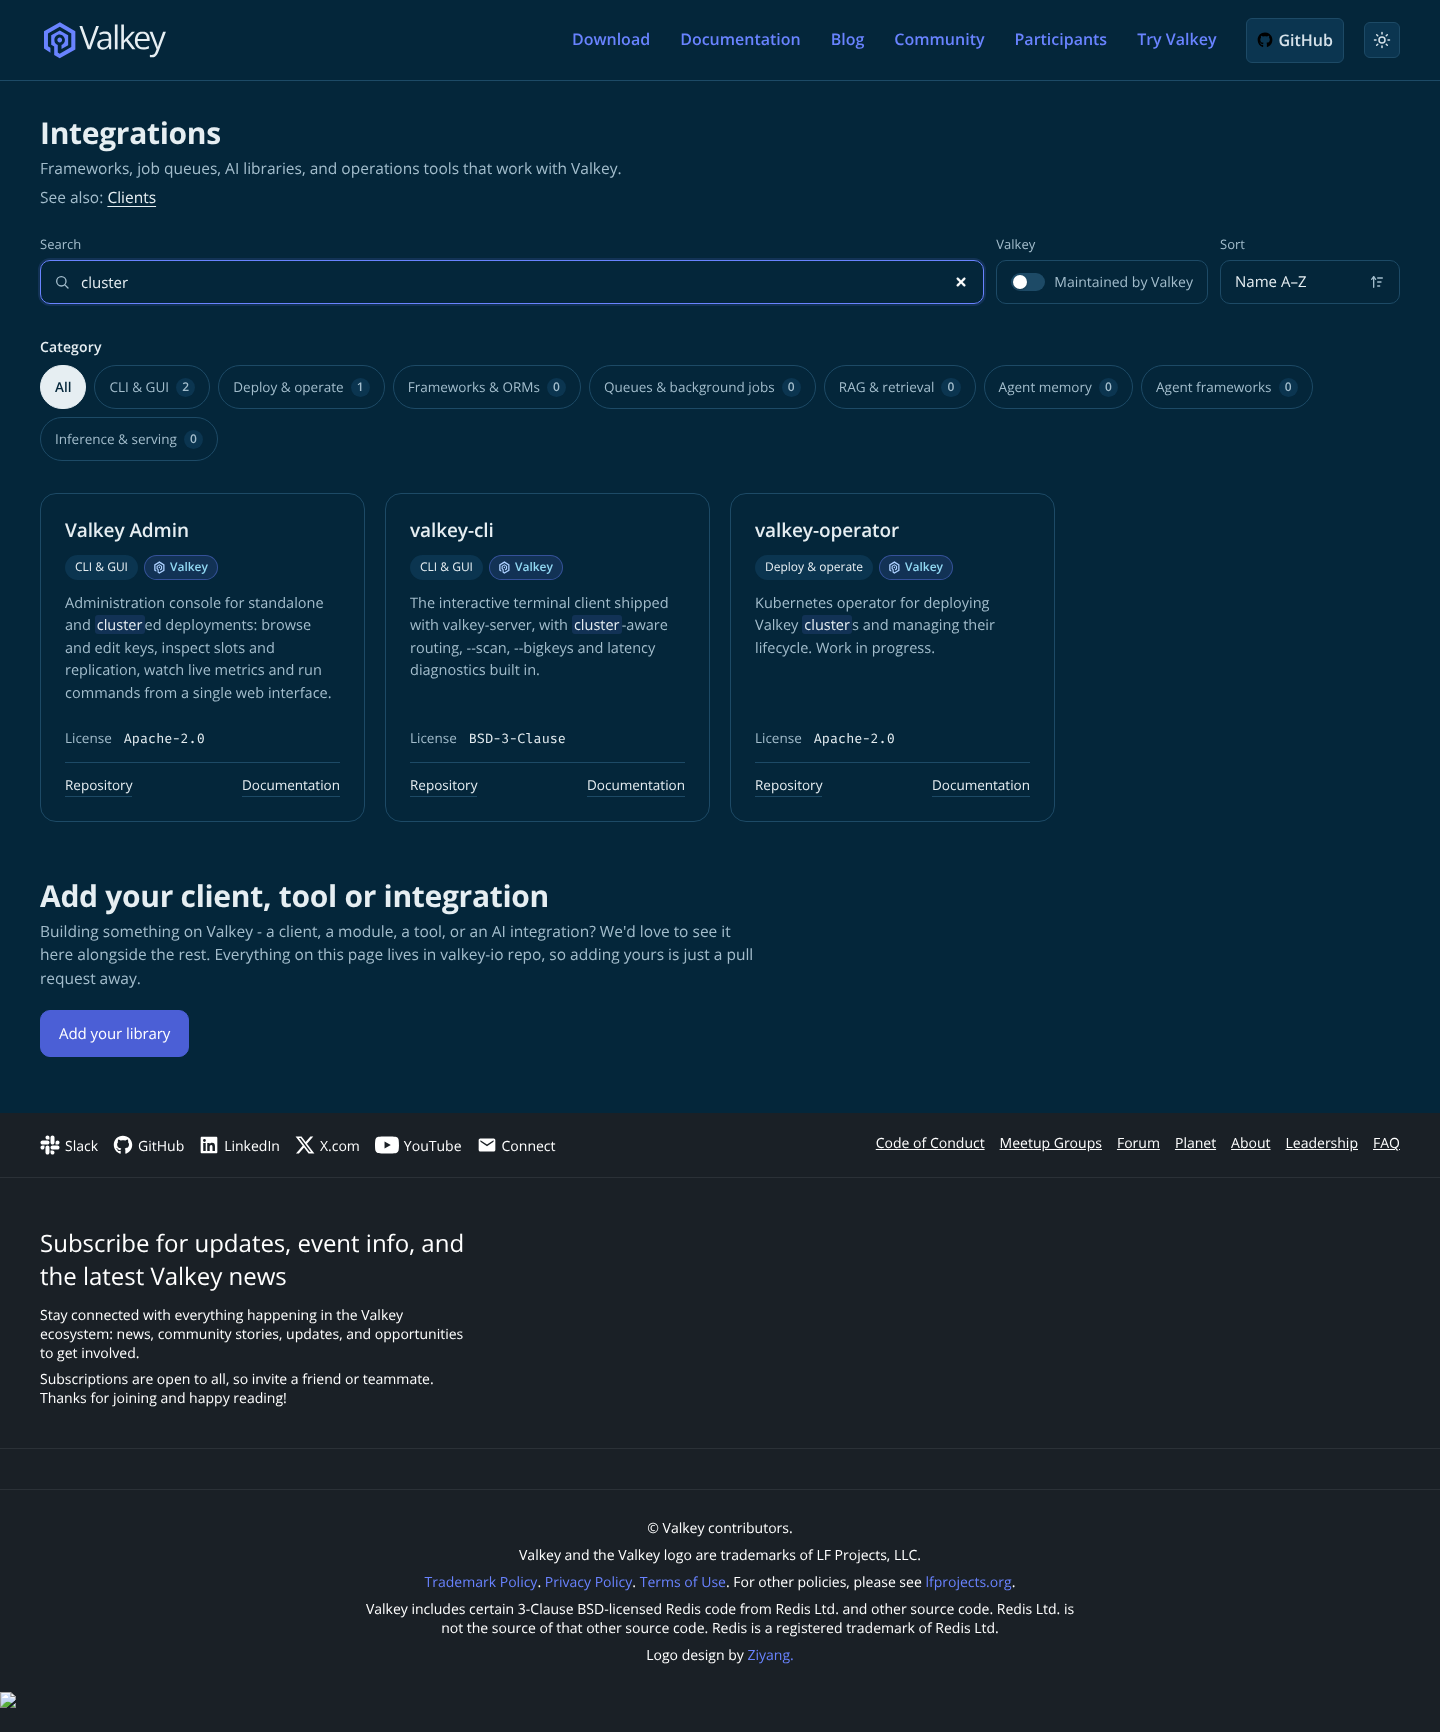 Valkey
Download Documentation Blog Community Participants Try Valkey GitHub
Integrations
Frameworks, job queues, AI libraries, and operations tools that work with Valkey.
See also: Clients
Search Valkey Sort
cluster Maintained by Valkey Name A–Z
Category
All CLI & GUI 2 Deploy & operate 1 Frameworks & ORMs 0 Queues & background jobs 0 RAG & retrieval 0 Agent memory 0 Agent frameworks 0
Inference & serving 0
Valkey Admin
CLI & GUI Valkey
Administration console for standalone
and clustered deployments: browse
and edit keys, inspect slots and
replication, watch live metrics and run
commands from a single web interface.
License Apache-2.0
Repository Documentation
valkey-cli
CLI & GUI Valkey
The interactive terminal client shipped
with valkey-server, with cluster-aware
routing, --scan, --bigkeys and latency
diagnostics built in.
License BSD-3-Clause
Repository Documentation
valkey-operator
Deploy & operate Valkey
Kubernetes operator for deploying
Valkey clusters and managing their
lifecycle. Work in progress.
License Apache-2.0
Repository Documentation
Add your client, tool or integration
Building something on Valkey - a client, a module, a tool, or an AI integration? We'd love to see it
here alongside the rest. Everything on this page lives in valkey-io repo, so adding yours is just a pull
request away.
Add your library
Slack GitHub LinkedIn X.com YouTube Connect
Code of Conduct Meetup Groups Forum Planet About Leadership FAQ
Subscribe for updates, event info, and
the latest Valkey news
Stay connected with everything happening in the Valkey
ecosystem: news, community stories, updates, and opportunities
to get involved.
Subscriptions are open to all, so invite a friend or teammate.
Thanks for joining and happy reading!
© Valkey contributors.
Valkey and the Valkey logo are trademarks of LF Projects, LLC.
Trademark Policy. Privacy Policy. Terms of Use. For other policies, please see lfprojects.org.
Valkey includes certain 3-Clause BSD-licensed Redis code from Redis Ltd. and other source code. Redis Ltd. is
not the source of that other source code. Redis is a registered trademark of Redis Ltd.
Logo design by Ziyang.